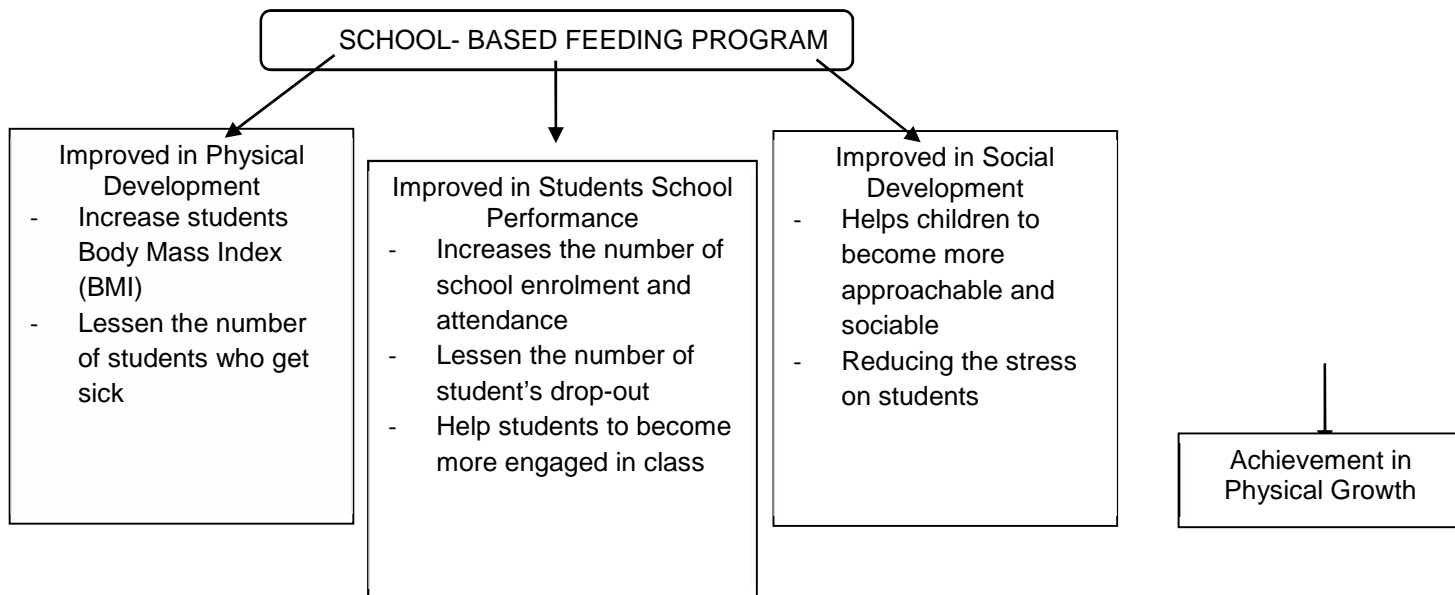 SCHOOL- BASED FEEDING PROGRAM
Improved in Physical
Development
- Increase students
Body Mass Index
(BMI)
- Lessen the number
of students who get
sick
Improved in Students School
Performance
- Increases the number of
school enrolment and
attendance
- Lessen the number of
student’s drop-out
- Help students to become
more engaged in class
Improved in Social
Development
- Helps children to
become more
approachable and
sociable
- Reducing the stress
on students
Achievement in
Physical Growth